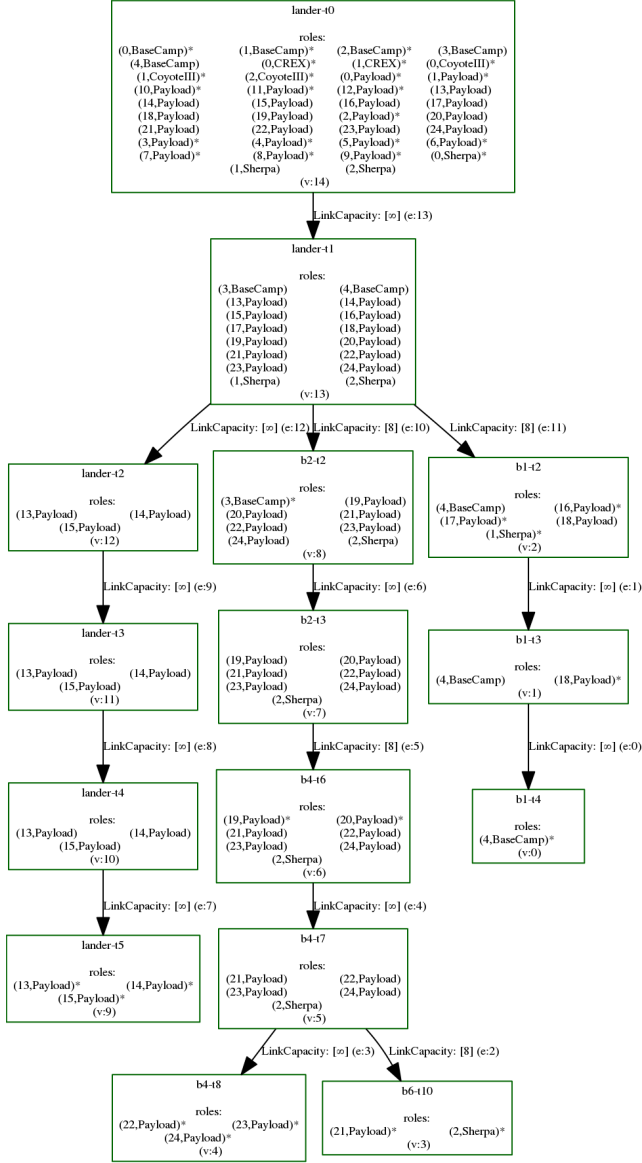 lander-t0
roles:
(0,BaseCamp)* (1,BaseCamp)* (2,BaseCamp)* (3,BaseCamp)
(4,BaseCamp) (0,CREX)* (1,CREX)* (0,CoyoteIII)*
(1,CoyoteIII)* (2,CoyoteIII)* (0,Payload)* (1,Payload)*
(10,Payload)* (11,Payload)* (12,Payload)* (13,Payload)
(14,Payload) (15,Payload) (16,Payload) (17,Payload)
(18,Payload) (19,Payload) (2,Payload)* (20,Payload)
(21,Payload) (22,Payload) (23,Payload) (24,Payload)
(3,Payload)* (4,Payload)* (5,Payload)* (6,Payload)*
(7,Payload)* (8,Payload)* (9,Payload)* (0,Sherpa)*
(1,Sherpa) (2,Sherpa)
(v:14)
LinkCapacity: [∞] (e:13)
lander-t1
roles:
(3,BaseCamp) (4,BaseCamp)
(13,Payload) (14,Payload)
(15,Payload) (16,Payload)
(17,Payload) (18,Payload)
(19,Payload) (20,Payload)
(21,Payload) (22,Payload)
(23,Payload) (24,Payload)
(1,Sherpa) (2,Sherpa)
(v:13)
LinkCapacity: [∞] (e:12) LinkCapacity: [8] (e:10) LinkCapacity: [8] (e:11)
lander-t2
roles:
(13,Payload) (14,Payload)
(15,Payload)
(v:12)
b2-t2
roles:
(3,BaseCamp)* (19,Payload)
(20,Payload) (21,Payload)
(22,Payload) (23,Payload)
(24,Payload) (2,Sherpa)
(v:8)
b1-t2
roles:
(4,BaseCamp) (16,Payload)*
(17,Payload)* (18,Payload)
(1,Sherpa)*
(v:2)
LinkCapacity: [∞] (e:9) LinkCapacity: [∞] (e:6) LinkCapacity: [∞] (e:1)
lander-t3
roles:
(13,Payload) (14,Payload)
(15,Payload)
(v:11)
b2-t3
roles:
(19,Payload) (20,Payload)
(21,Payload) (22,Payload)
(23,Payload) (24,Payload)
(2,Sherpa)
(v:7)
b1-t3
roles:
(4,BaseCamp) (18,Payload)*
(v:1)
LinkCapacity: [∞] (e:8) LinkCapacity: [8] (e:5) LinkCapacity: [∞] (e:0)
lander-t4
roles:
(13,Payload) (14,Payload)
(15,Payload)
(v:10)
b4-t6
roles:
(19,Payload)* (20,Payload)*
(21,Payload) (22,Payload)
(23,Payload) (24,Payload)
(2,Sherpa)
(v:6)
b1-t4
roles:
(4,BaseCamp)*
(v:0)
LinkCapacity: [∞] (e:7) LinkCapacity: [∞] (e:4)
lander-t5
roles:
(13,Payload)* (14,Payload)*
(15,Payload)*
(v:9)
b4-t7
roles:
(21,Payload) (22,Payload)
(23,Payload) (24,Payload)
(2,Sherpa)
(v:5)
LinkCapacity: [∞] (e:3) LinkCapacity: [8] (e:2)
b4-t8
roles:
(22,Payload)* (23,Payload)*
(24,Payload)*
(v:4)
b6-t10
roles:
(21,Payload)* (2,Sherpa)*
(v:3)